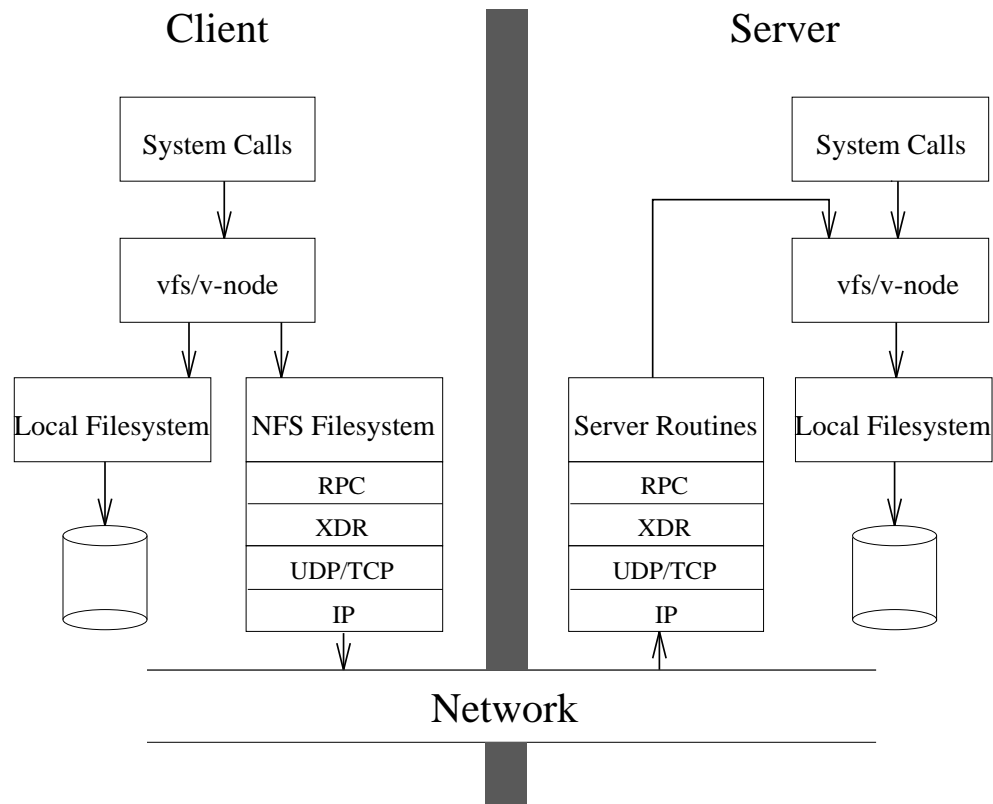 Client
Server
System Calls
System Calls
vfs/v-node
vfs/v-node
Local Filesystem
NFS Filesystem
Server Routines
Local Filesystem
RPC
RPC
XDR
XDR
UDP/TCP
UDP/TCP
IP
IP
Network